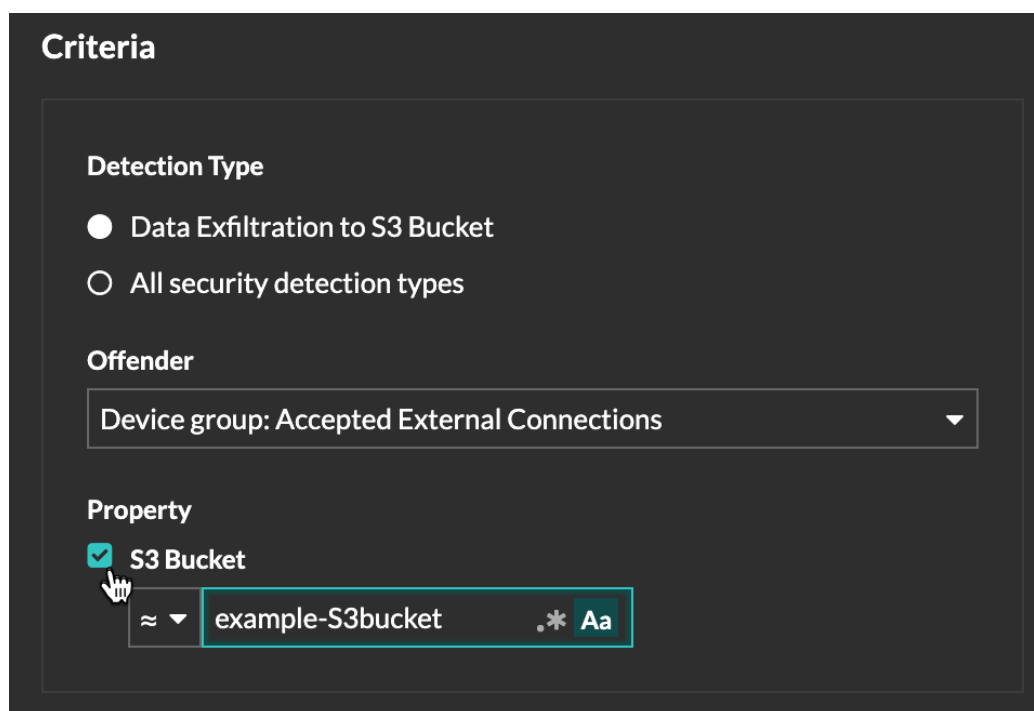 Criteria
Detection Type
Data Exfiltration to S3 Bucket
All security detection types
Offender
Device group: Accepted External Connections
Property
S3 Bucket
≈ example-S3bucket .* Aa